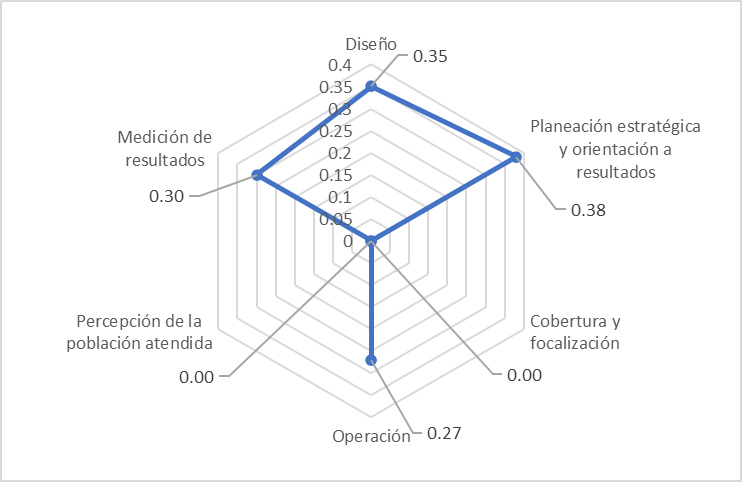 Diseño
0.35
0.4
0.35
0.3
0.25
0.2
0.15
0.1
0.05
0
Planeación estratégica
y orientación a
resultados
0.38
Cobertura y
focalización
0.00
Operación
0.27
Percepción de la
población atendida
0.00
Medición de
resultados
0.30